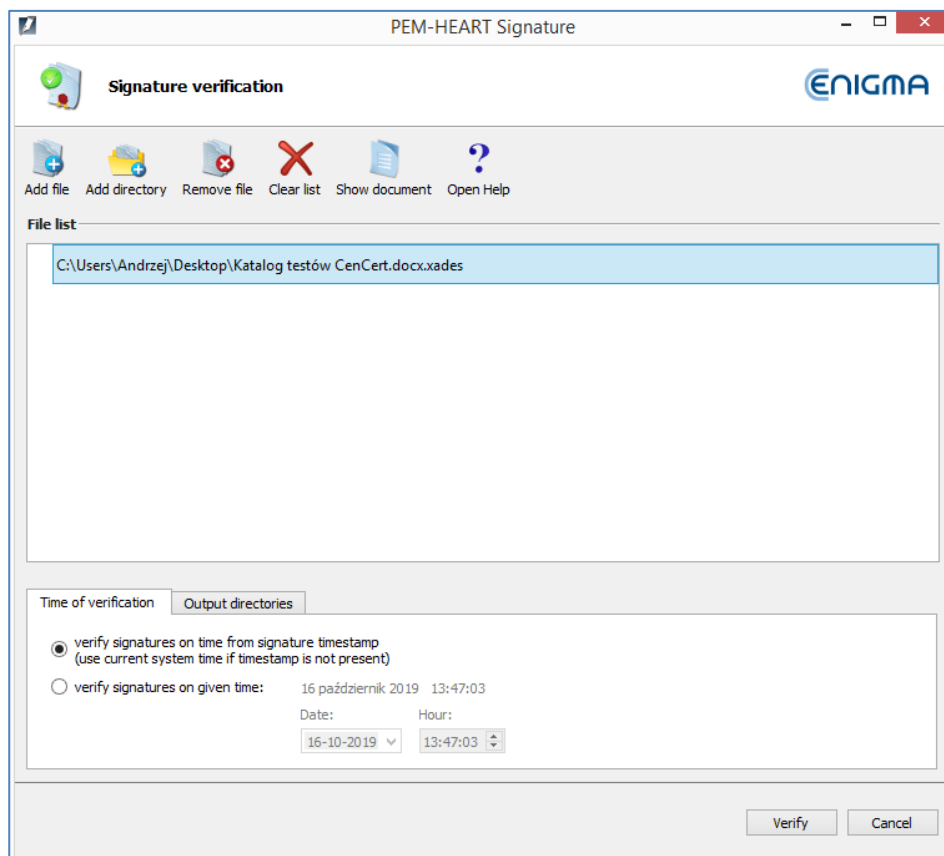 PEM-HEART Signature
Signature verification
ENIGMA
Add file Add directory Remove file Clear list Show document Open Help
File list
C:\Users\Andrzej\Desktop\Katalog testów CenCert.docx.xades
Time of verification Output directories
verify signatures on time from signature timestamp
(use current system time if timestamp is not present)
verify signatures on given time: 16 październik 2019 13:47:03
Date: Hour:
16-10-2019 13:47:03
Verify Cancel